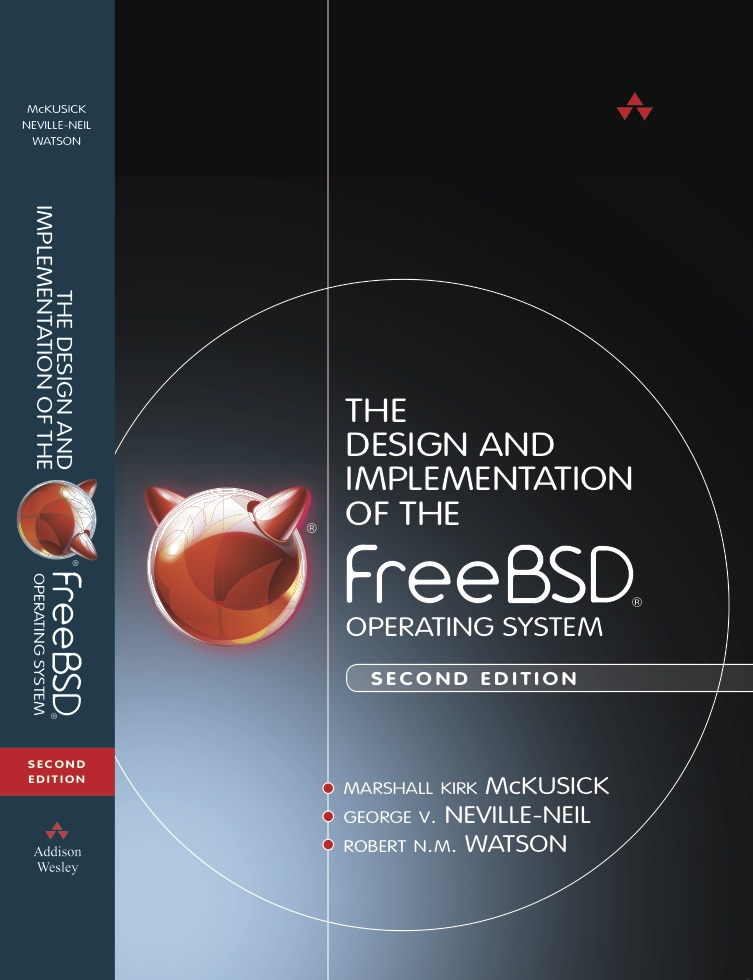 McKUSICK
NEVILLE-NEIL
WATSON
THE DESIGN AND
IMPLEMENTATION OF THE
®
FreeBSD®
OPERATING SYSTEM
SECOND
EDITION
Addison
Wesley
THE
DESIGN AND
IMPLEMENTATION
OF THE
®
FreeBSD®
OPERATING SYSTEM
SECOND EDITION
MARSHALL KIRK McKUSICK
GEORGE V. NEVILLE-NEIL
ROBERT N.M. WATSON